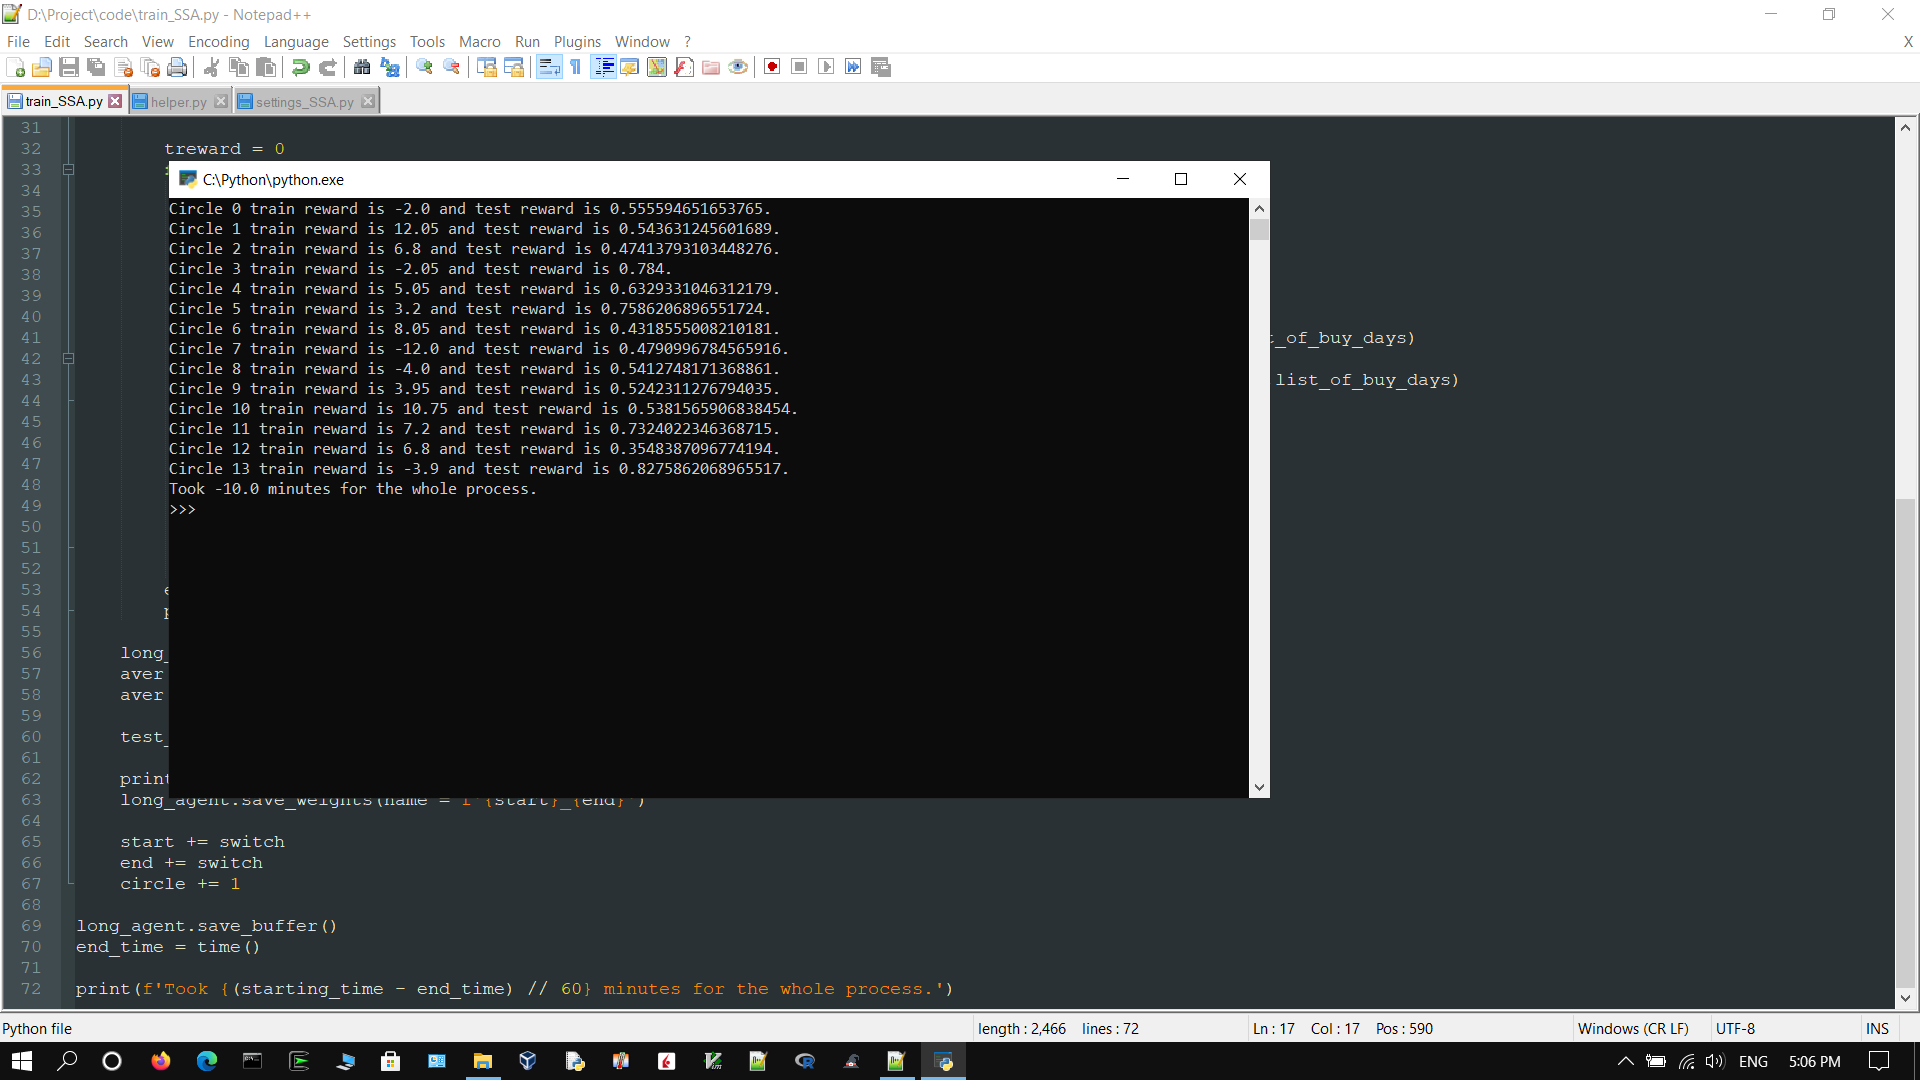 D:\Project\code\train_SSA.py - Notepad++
File Edit Search View Encoding Language Settings Tools Macro Run Plugins Window ? X
train_SSA.py helper.py settings_SSA.py
31
32 treward = 0
33
34
35
36
37
38
39
40
41 t_of_buy_days)
42
43 list_of_buy_days)
44
45
46
47
48
49
50
51
52
53
54
55
56 long_
57 aver
58 aver
59
60 test_
61
62 print
63 long_agent.save_weights(name = f'{start}_{end}')
64
65 start += switch
66 end += switch
67 circle += 1
68
69 long_agent.save_buffer()
70 end_time = time()
71
72 print(f'Took {(starting_time - end_time) // 60} minutes for the whole process.')
C:\Python\python.exe
Circle 0 train reward is -2.0 and test reward is 0.555594651653765.
Circle 1 train reward is 12.05 and test reward is 0.543631245601689.
Circle 2 train reward is 6.8 and test reward is 0.47413793103448276.
Circle 3 train reward is -2.05 and test reward is 0.784.
Circle 4 train reward is 5.05 and test reward is 0.6329331046312179.
Circle 5 train reward is 3.2 and test reward is 0.7586206896551724.
Circle 6 train reward is 8.05 and test reward is 0.4318555008210181.
Circle 7 train reward is -12.0 and test reward is 0.4790996784565916.
Circle 8 train reward is -4.0 and test reward is 0.5412748171368861.
Circle 9 train reward is 3.95 and test reward is 0.5242311276794035.
Circle 10 train reward is 10.75 and test reward is 0.5381565906838454.
Circle 11 train reward is 7.2 and test reward is 0.7324022346368715.
Circle 12 train reward is 6.8 and test reward is 0.3548387096774194.
Circle 13 train reward is -3.9 and test reward is 0.8275862068965517.
Took -10.0 minutes for the whole process.
>>>
Python file length : 2,466 lines : 72 Ln : 17 Col : 17 Pos : 590 Windows (CR LF) UTF-8 INS
ENG 5:06 PM